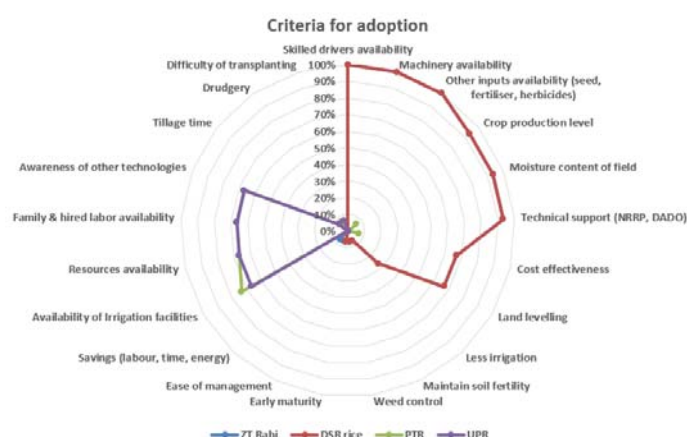 Criteria for adoption
Skilled drivers availability
Machinery availability
Other inputs availability (seed,
fertiliser, herbicides)
Crop production level
Moisture content of field
Technical support (NRRP, DADO)
Cost effectiveness
Land levelling
Less irrigation
Maintain soil fertility
Weed control
Early maturity
Ease of management
Savings (labour, time, energy)
Availability of Irrigation facilities
Resources availability
Family & hired labor availability
Awareness of other technologies
Tillage time
Drudgery
Difficulty of transplanting
100%
90%
80%
70%
60%
50%
40%
30%
20%
10%
0%
ZT Rabi DSR rice PTR UPR